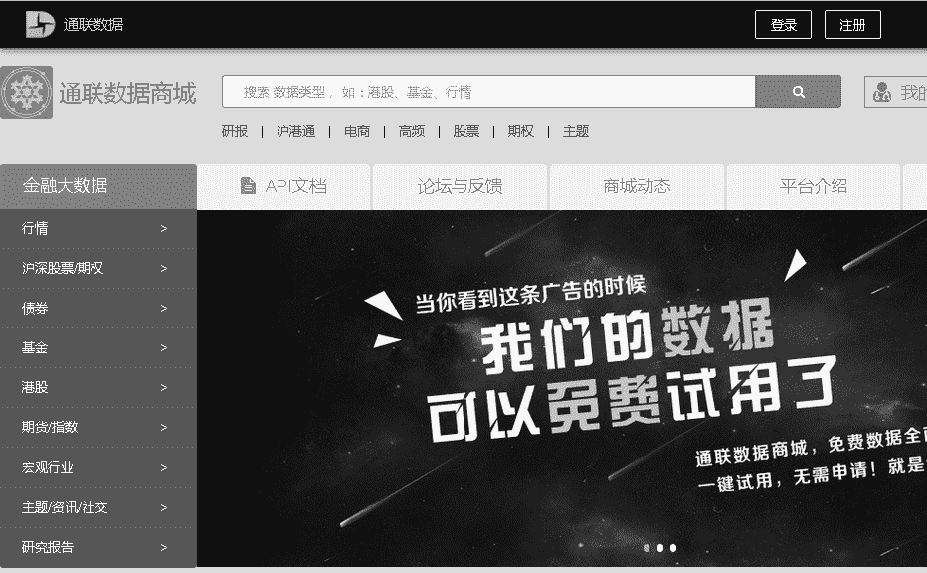 通联数据
登录
注册
通联数据商城
搜索 数据类型 ，如：港股、基金、行情
我的
研报 | 沪港通 | 电商 | 高频 | 股票 | 期权 | 主题
金融大数据
API文档
论坛与反馈
商城动态
平台介绍
行情 >
沪深股票/期权 >
债券 >
基金 >
港股 >
期货/指数 >
宏观行业 >
主题/资讯/社交 >
研究报告 >
当你看到这条广告的时候
我们的数据
可以免费试用了
通联数据商城，免费数据全面
一键试用，无需申请！就是